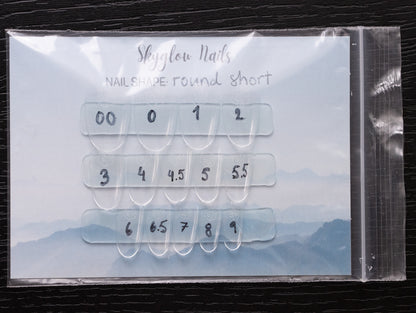 Skyglow Nails
NAIL SHAPE: round short
00 0 1 2
3 4 4.5 5 5.5
6 6.5 7 8 9